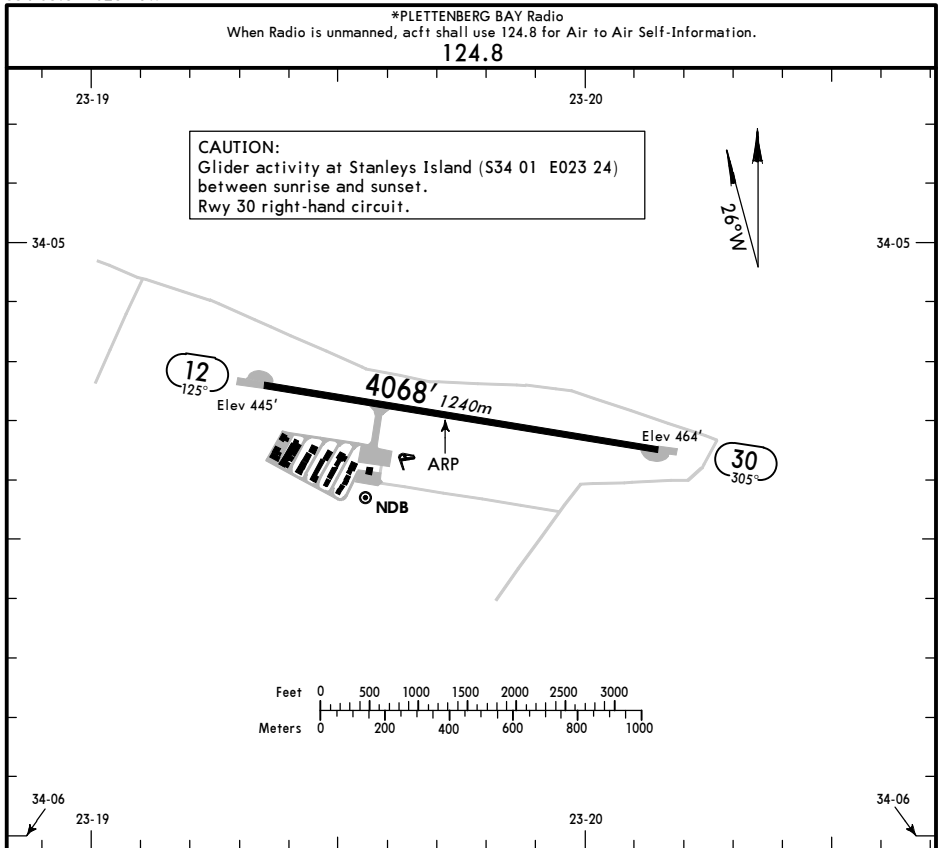 *PLETTENBERG BAY Radio
When Radio is unmanned, acft shall use 124.8 for Air to Air Self-Information.
124.8
23-19
23-20
CAUTION:
Glider activity at Stanleys Island (S34 01 E023 24)
between sunrise and sunset.
Rwy 30 right-hand circuit.
26°W
34-05
34-05
12
125°
4068' 1240m
Elev 445'
Elev 464'
30
305°
ARP
NDB
Feet 0 500 1000 1500 2000 2500 3000
Meters 0 200 400 600 800 1000
34-06
34-06
23-19
23-20